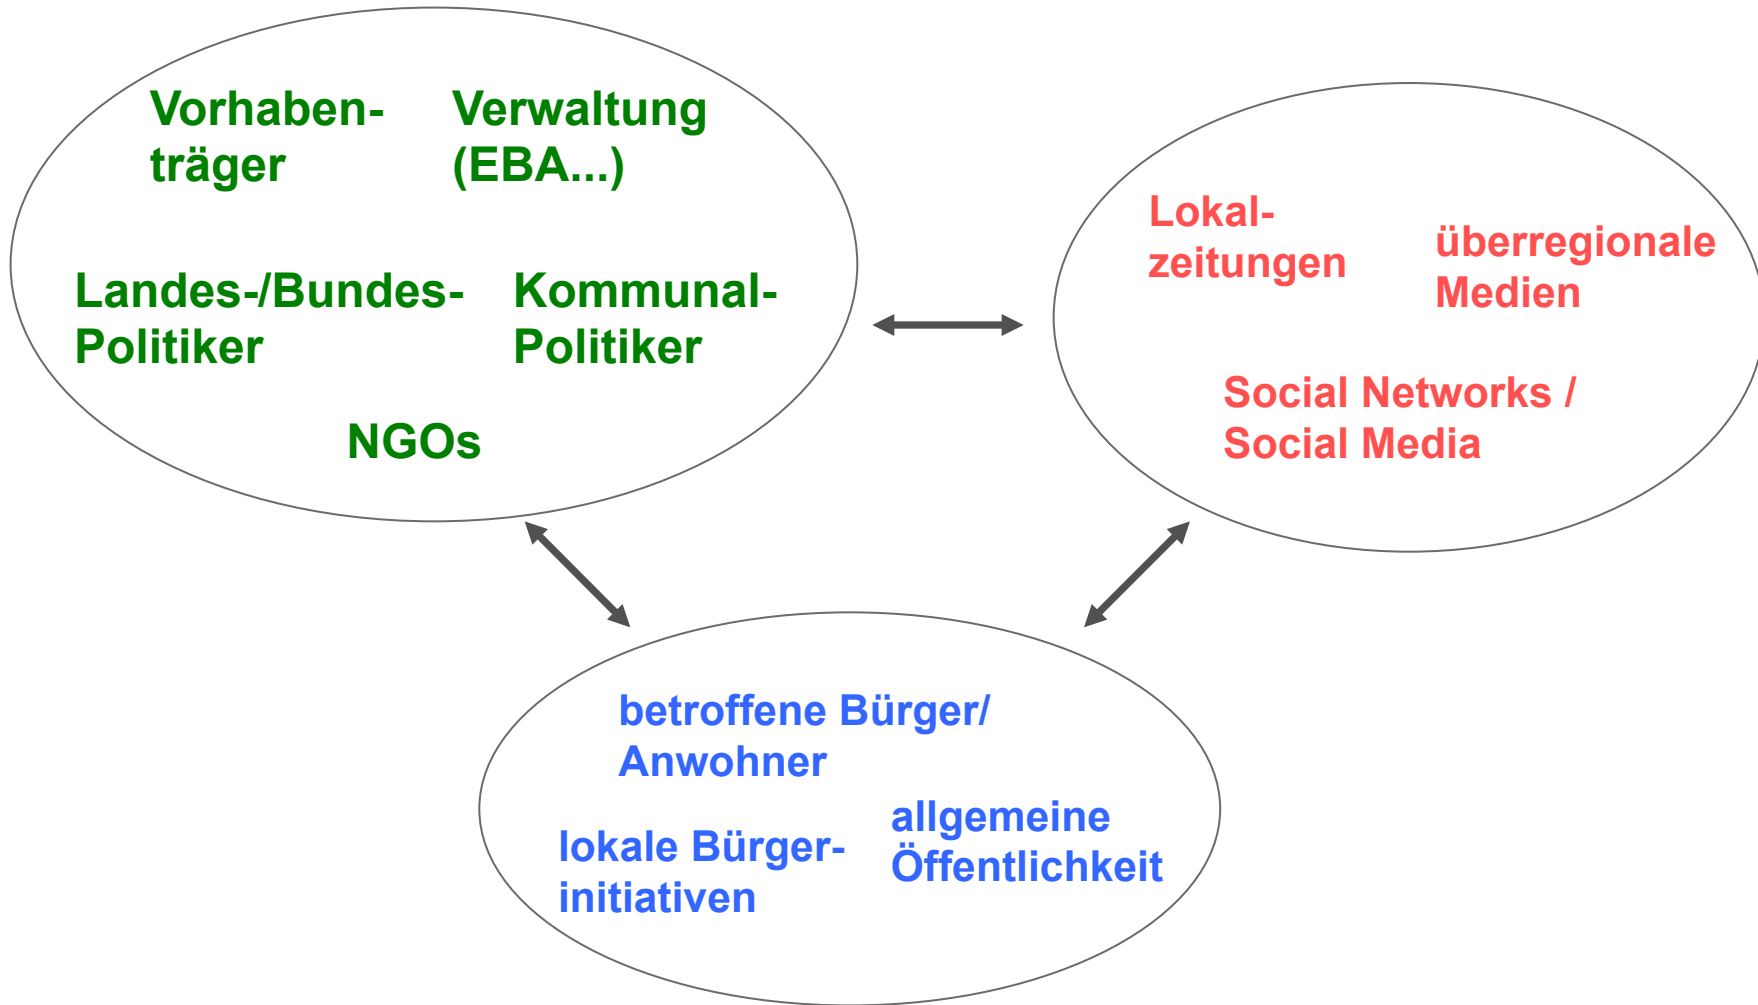 Vorhaben-
träger
Verwaltung
(EBA...)
Landes-/Bundes-
Politiker
Kommunal-
Politiker
NGOs
Lokal-
zeitungen
überregionale
Medien
Social Networks /
Social Media
betroffene Bürger/
Anwohner
lokale Bürger-
initiativen
allgemeine
Öffentlichkeit